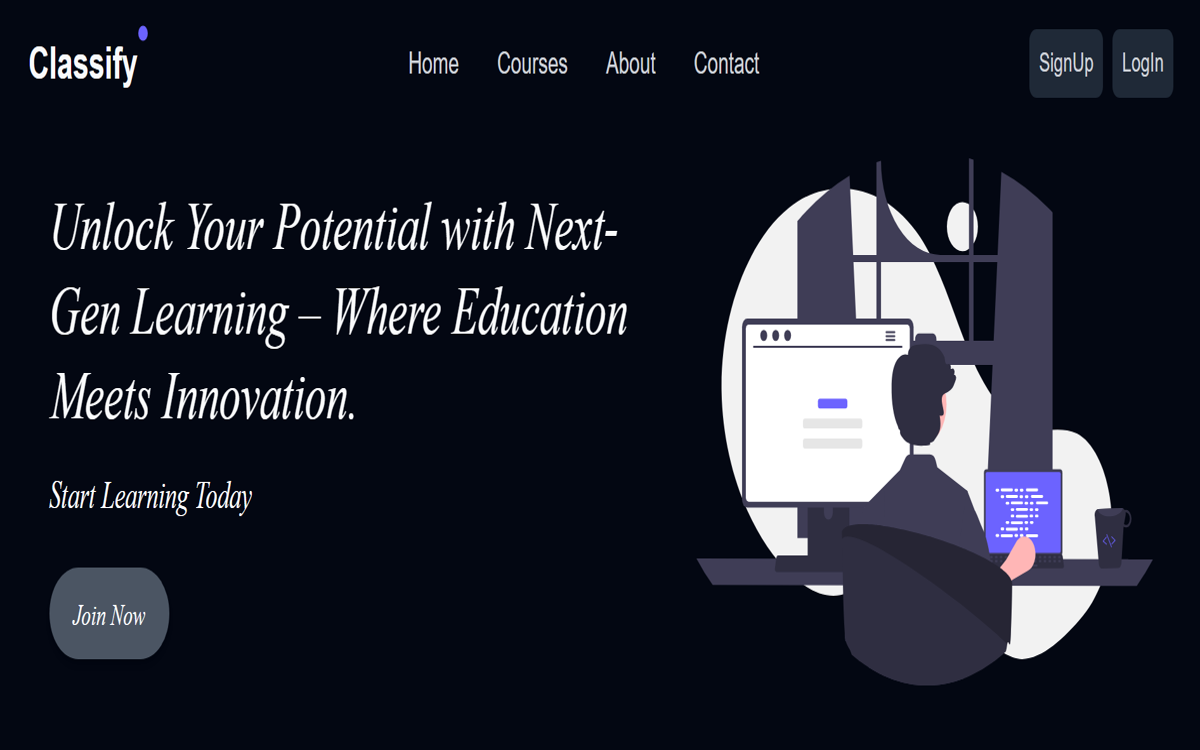 Classify
Home Courses About Contact
SignUp LogIn
Unlock Your Potential with Next-
Gen Learning – Where Education
Meets Innovation.
Start Learning Today
Join Now